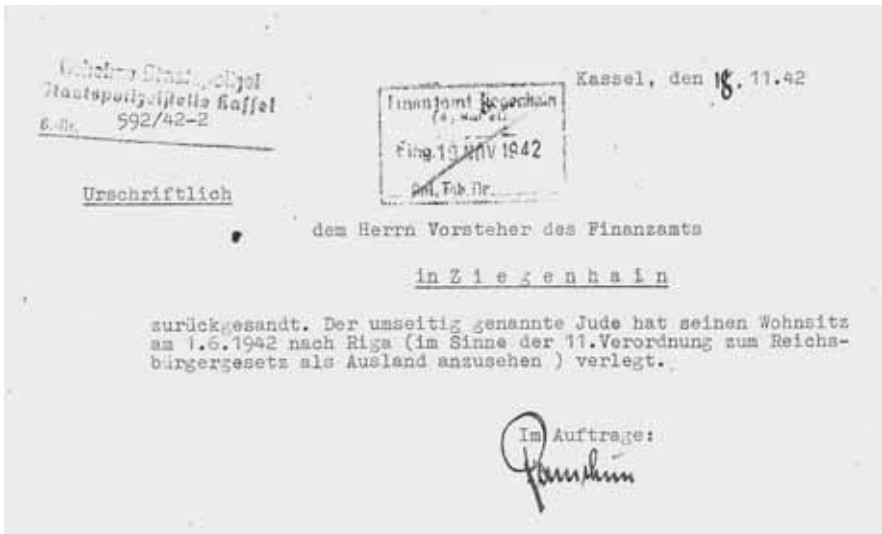 Geheime Staatspolizei
Staatspolizeistelle Kassel
B.-Nr. 592/42-2
Kassel, den 18. 11.42
Finanzamt Ziegenhain
Eing. 19 NOV 1942
Urschriftlich
dem Herrn Vorsteher des Finanzamts
in Z i e g e n h a i n
zurückgesandt. Der umseitig genannte Jude hat seinen Wohnsitz
am 1.6.1942 nach Riga (im Sinne der 11.Verordnung zum Reichs-
bürgergesetz als Ausland anzusehen ) verlegt.
Im Auftrage: